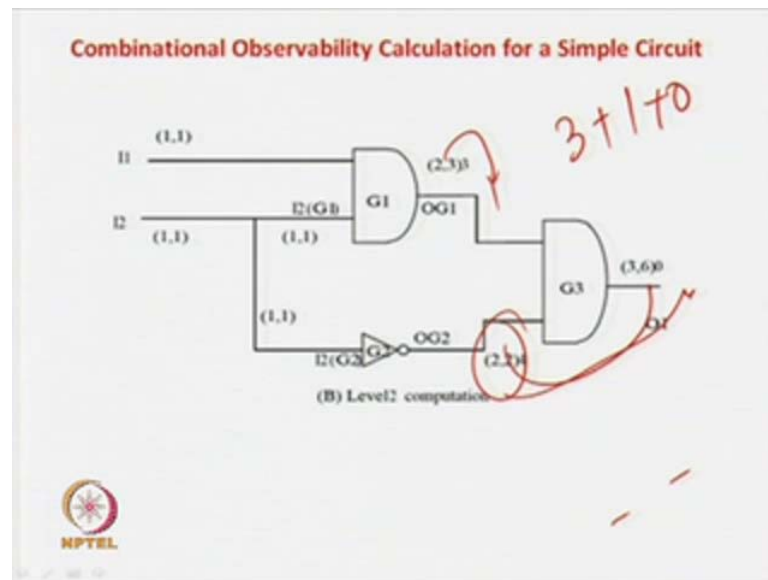 Combinational Observability Calculation for a Simple Circuit
3+1+0
(1,1)
I1
(2,3)3
I2(G1)
G1
OG1
I2
(1,1)
(1,1)
(3,6)0
G3
(1,1)
O1
OG2
I2(G2)
G2
(2,2)4
(B) Level2 computation
NPTEL